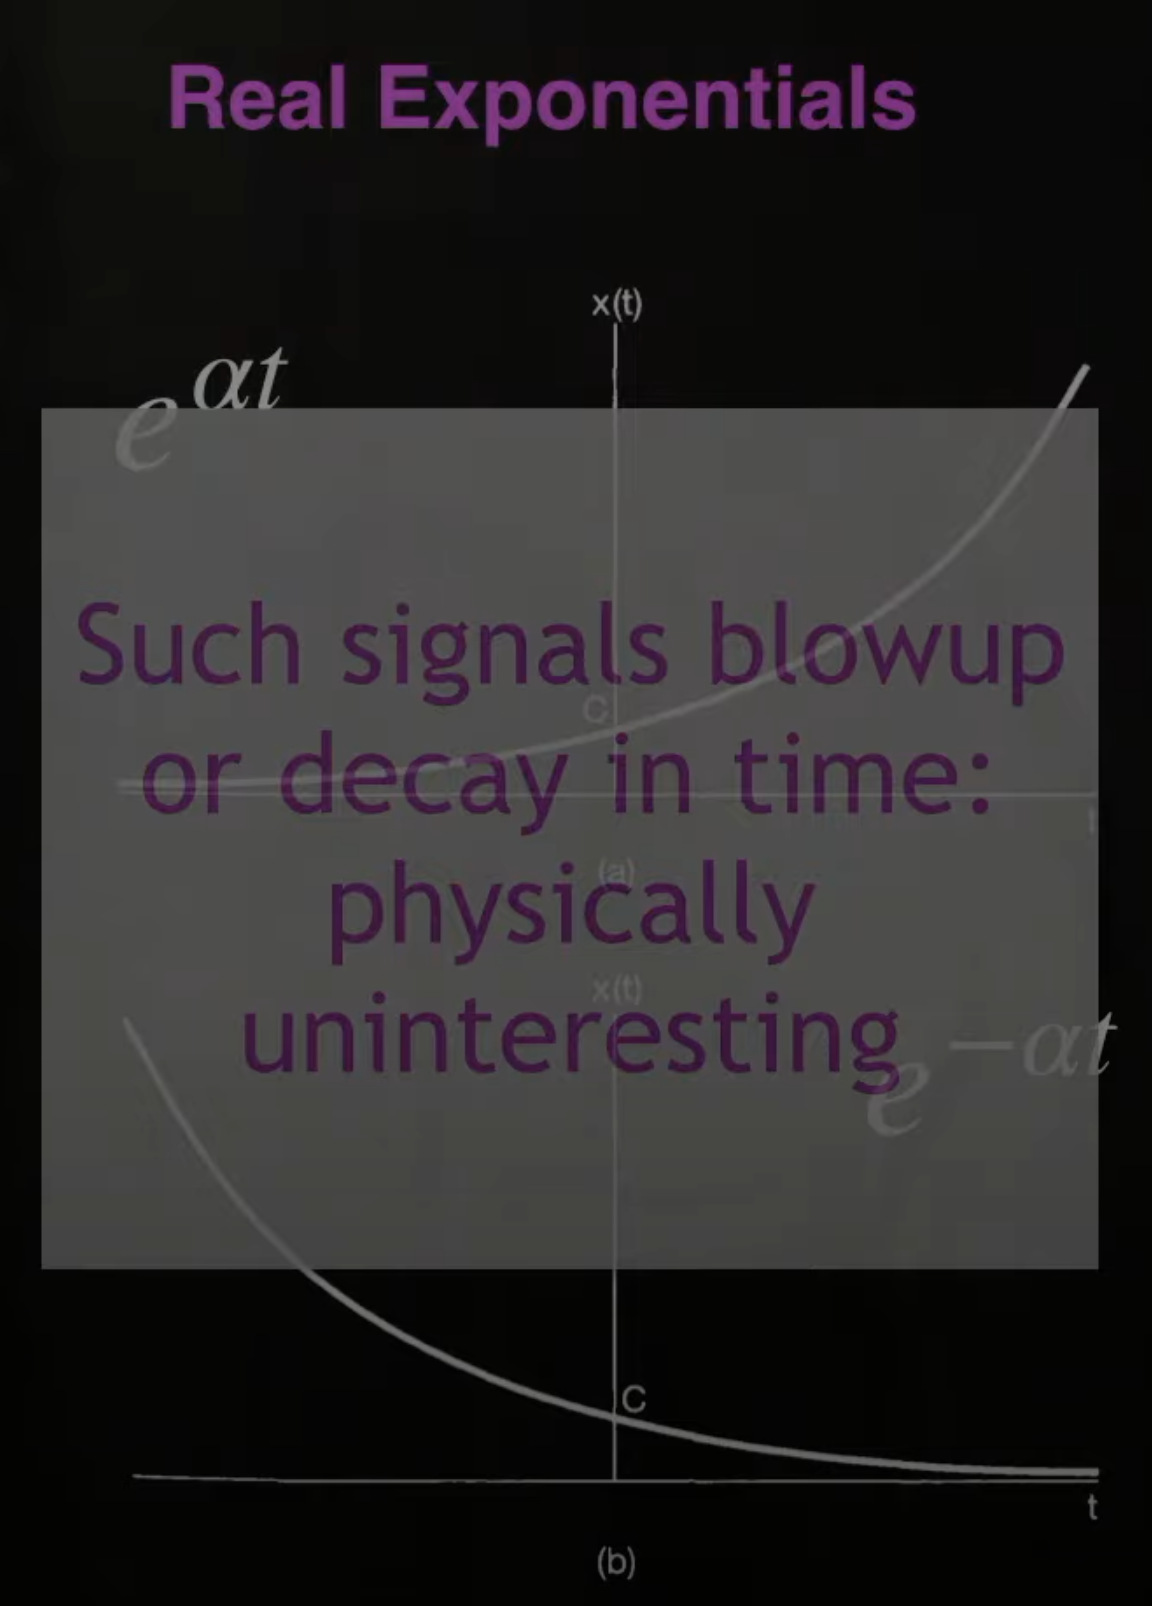 Real Exponentials
x(t)
e^{αt}
Such signals blowup
C
or decay in time:
t
(a)
physically
x(t)
uninteresting
e^{−αt}
C
t
(b)